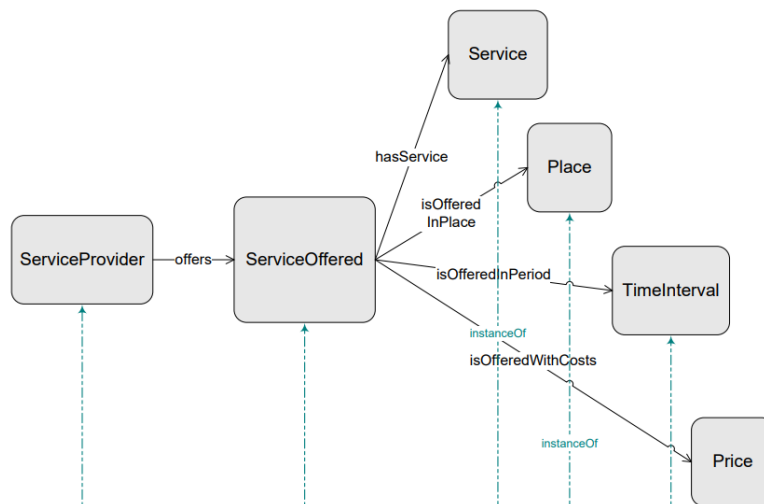 Service
hasService
Place
isOffered
InPlace
ServiceProvider
offers
ServiceOffered
isOfferedInPeriod
TimeInterval
instanceOf
isOfferedWithCosts
instanceOf
Price